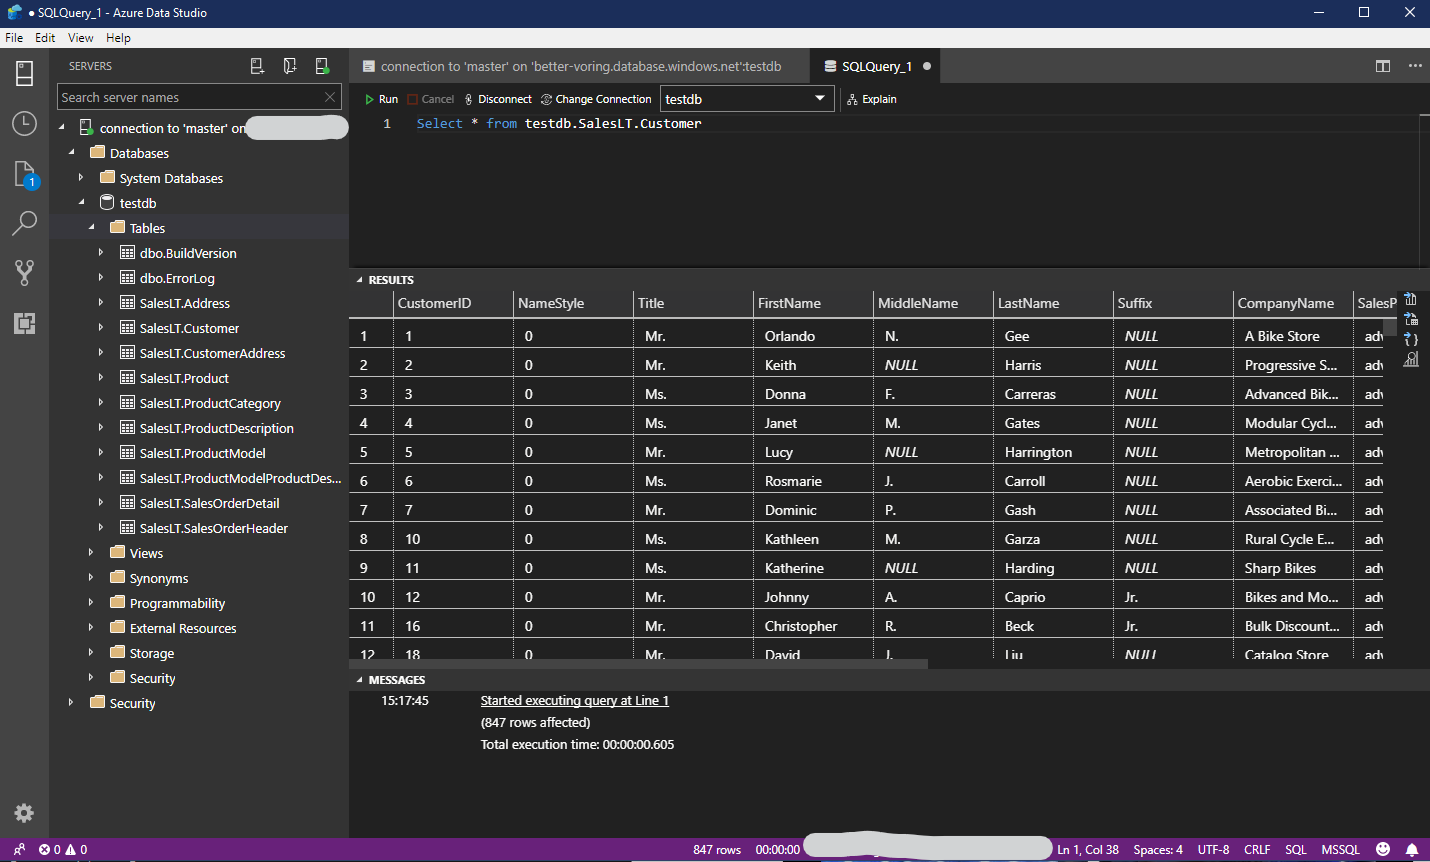 ● SQLQuery_1 - Azure Data Studio
File Edit View Help
SERVERS
Search server names
connection to 'master' on
Databases
System Databases
testdb
Tables
dbo.BuildVersion
dbo.ErrorLog
SalesLT.Address
SalesLT.Customer
SalesLT.CustomerAddress
SalesLT.Product
SalesLT.ProductCategory
SalesLT.ProductDescription
SalesLT.ProductModel
SalesLT.ProductModelProductDes...
SalesLT.SalesOrderDetail
SalesLT.SalesOrderHeader
Views
Synonyms
Programmability
External Resources
Storage
Security
Security
1
connection to 'master' on 'better-voring.database.windows.net':testdb
SQLQuery_1 ●
Run Cancel Disconnect Change Connection testdb Explain
1 Select * from testdb.SalesLT.Customer
RESULTS
CustomerID NameStyle Title FirstName MiddleName LastName Suffix CompanyName SalesP
1 1 0 Mr. Orlando N. Gee NULL A Bike Store adv
2 2 0 Mr. Keith NULL Harris NULL Progressive S... adv
3 3 0 Ms. Donna F. Carreras NULL Advanced Bik... adv
4 4 0 Ms. Janet M. Gates NULL Modular Cycl... adv
5 5 0 Mr. Lucy NULL Harrington NULL Metropolitan ... adv
6 6 0 Ms. Rosmarie J. Carroll NULL Aerobic Exerci... adv
7 7 0 Mr. Dominic P. Gash NULL Associated Bi... adv
8 10 0 Ms. Kathleen M. Garza NULL Rural Cycle E... adv
9 11 0 Ms. Katherine NULL Harding NULL Sharp Bikes adv
10 12 0 Mr. Johnny A. Caprio Jr. Bikes and Mo... adv
11 16 0 Mr. Christopher R. Beck Jr. Bulk Discount... adv
12 18 0 Mr. David J. Liu NULL Catalog Store adv
MESSAGES
15:17:45 Started executing query at Line 1
(847 rows affected)
Total execution time: 00:00:00.605
0 0 847 rows 00:00:00 Ln 1, Col 38 Spaces: 4 UTF-8 CRLF SQL MSSQL